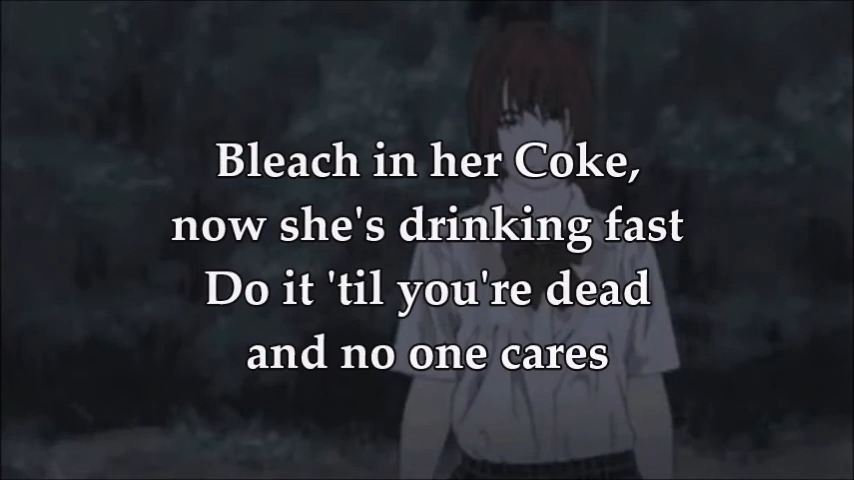 Bleach in her Coke,
now she's drinking fast
Do it 'til you're dead
and no one cares